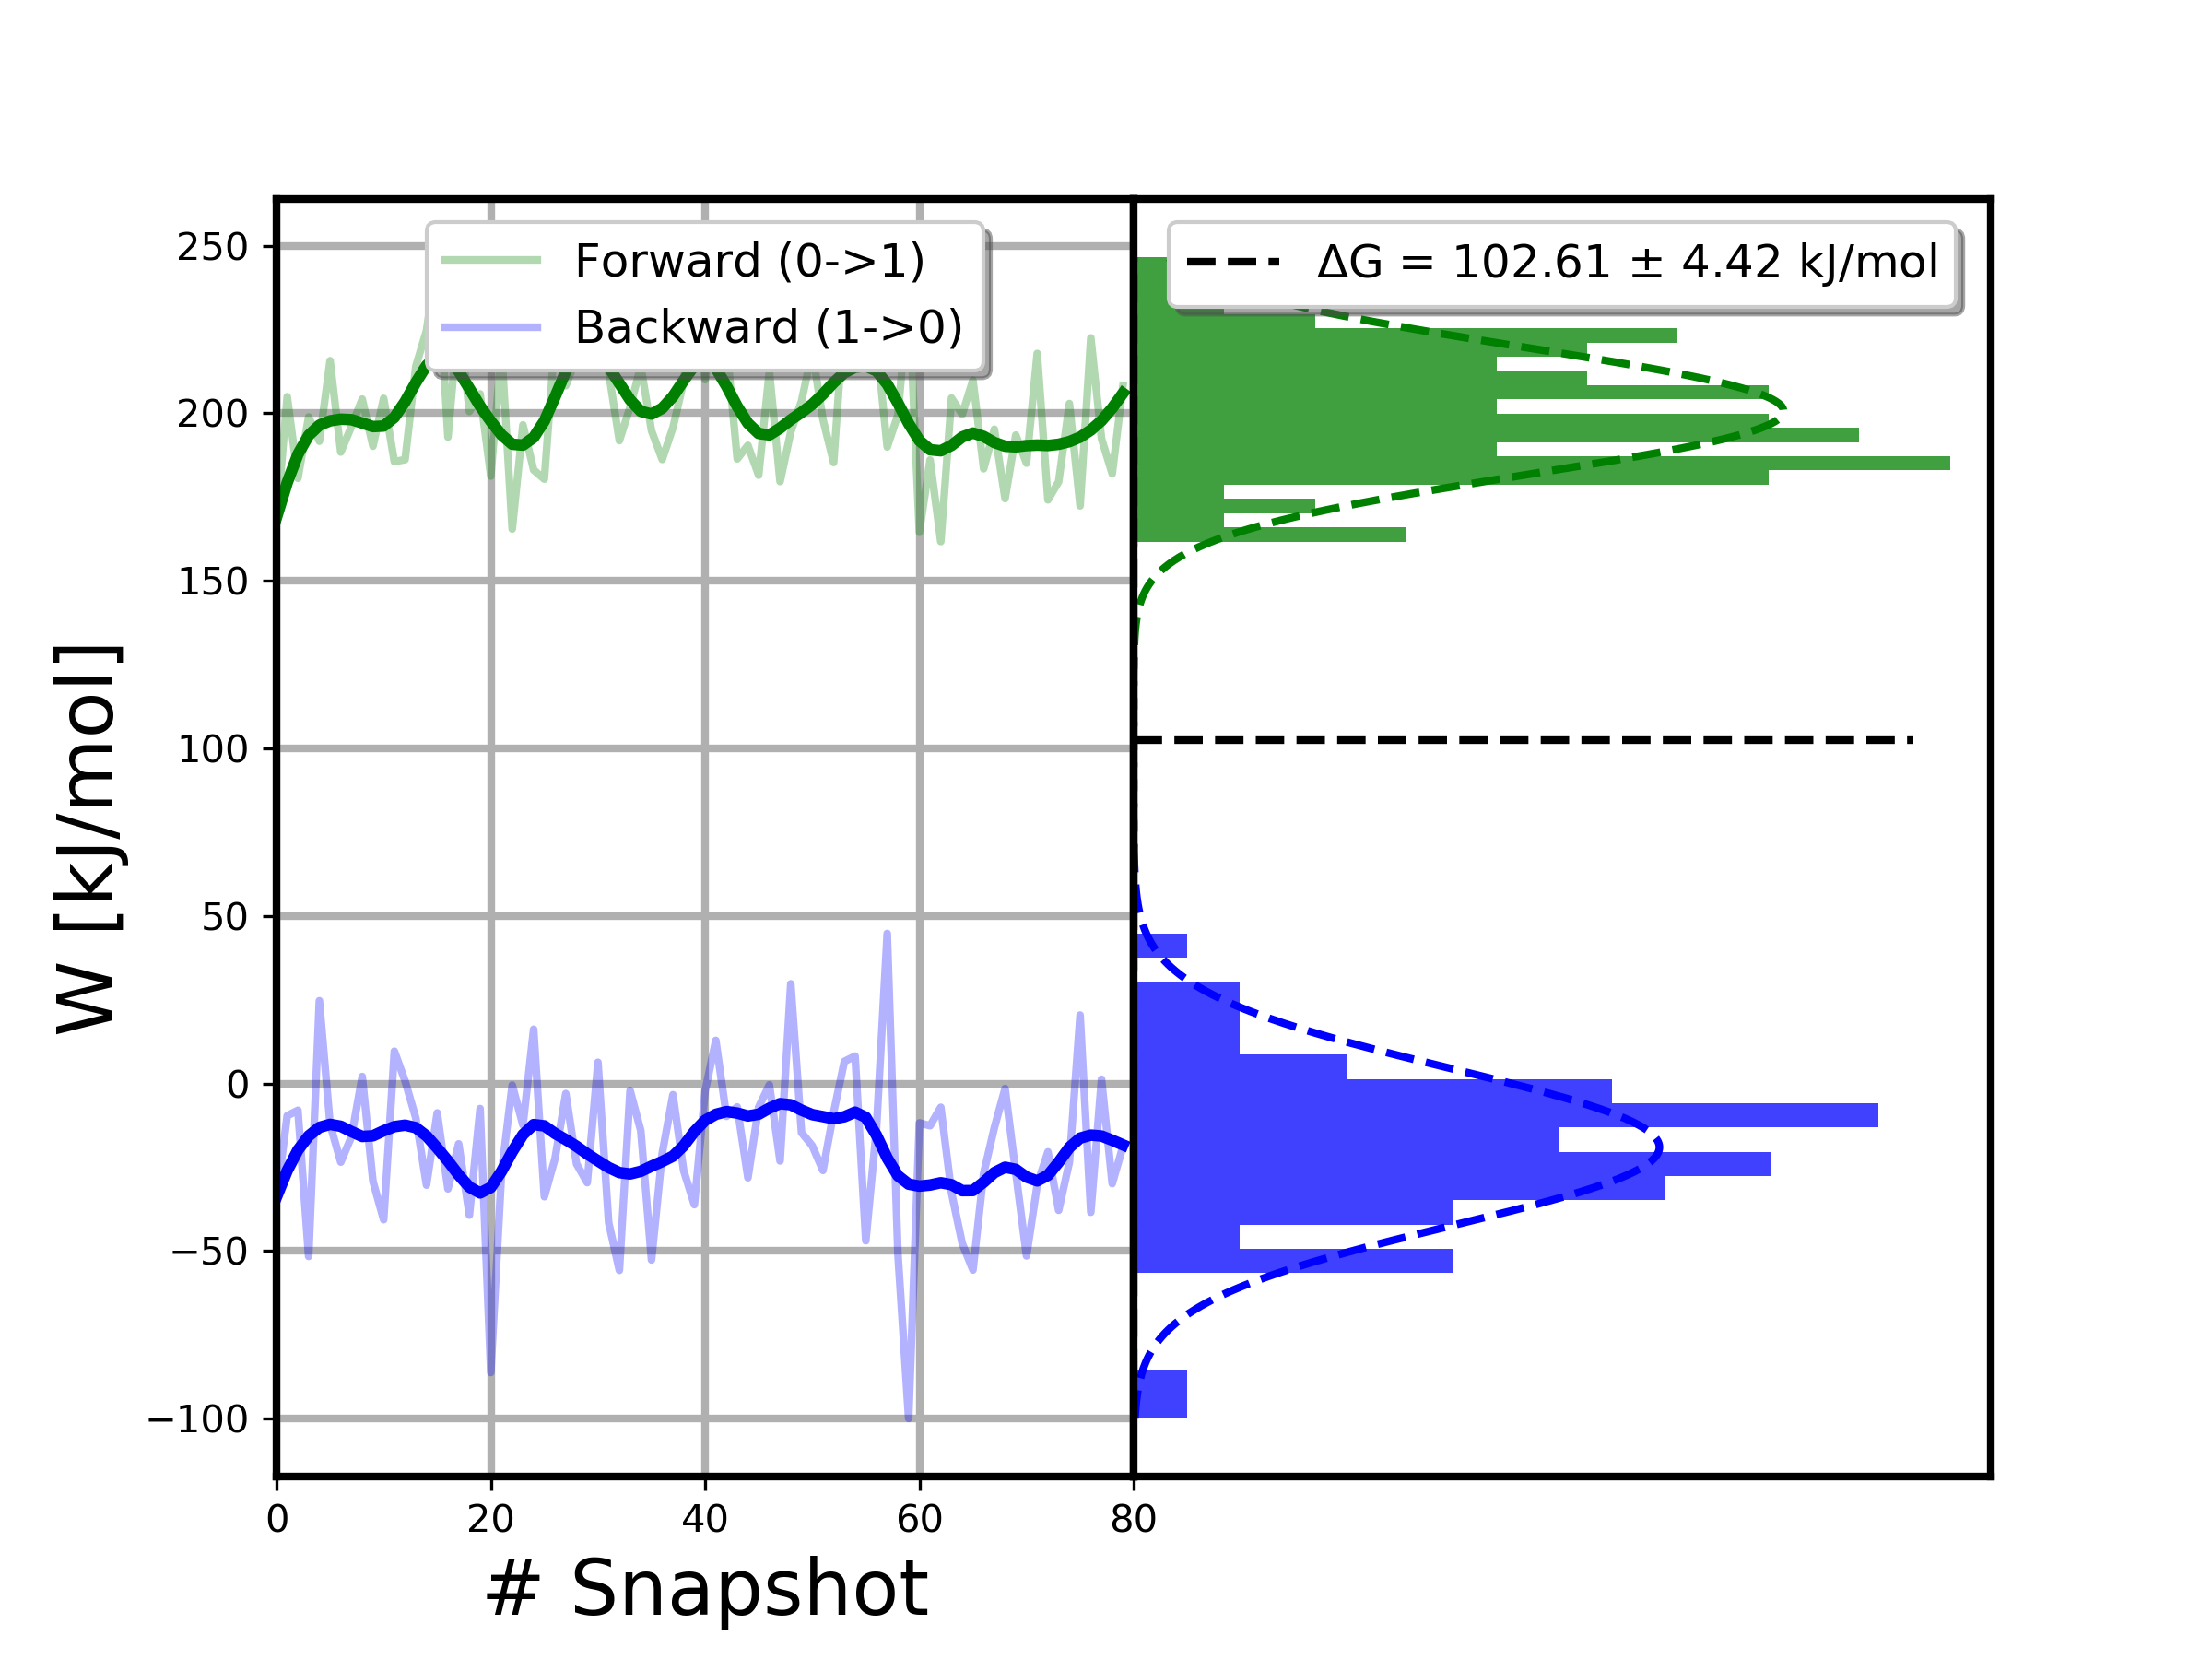 Forward (0->1)
Backward (1->0)
ΔG = 102.61 ± 4.42 kJ/mol
250
200
150
100
50
0
−50
−100
W [kJ/mol]
0 20 40 60 80
# Snapshot